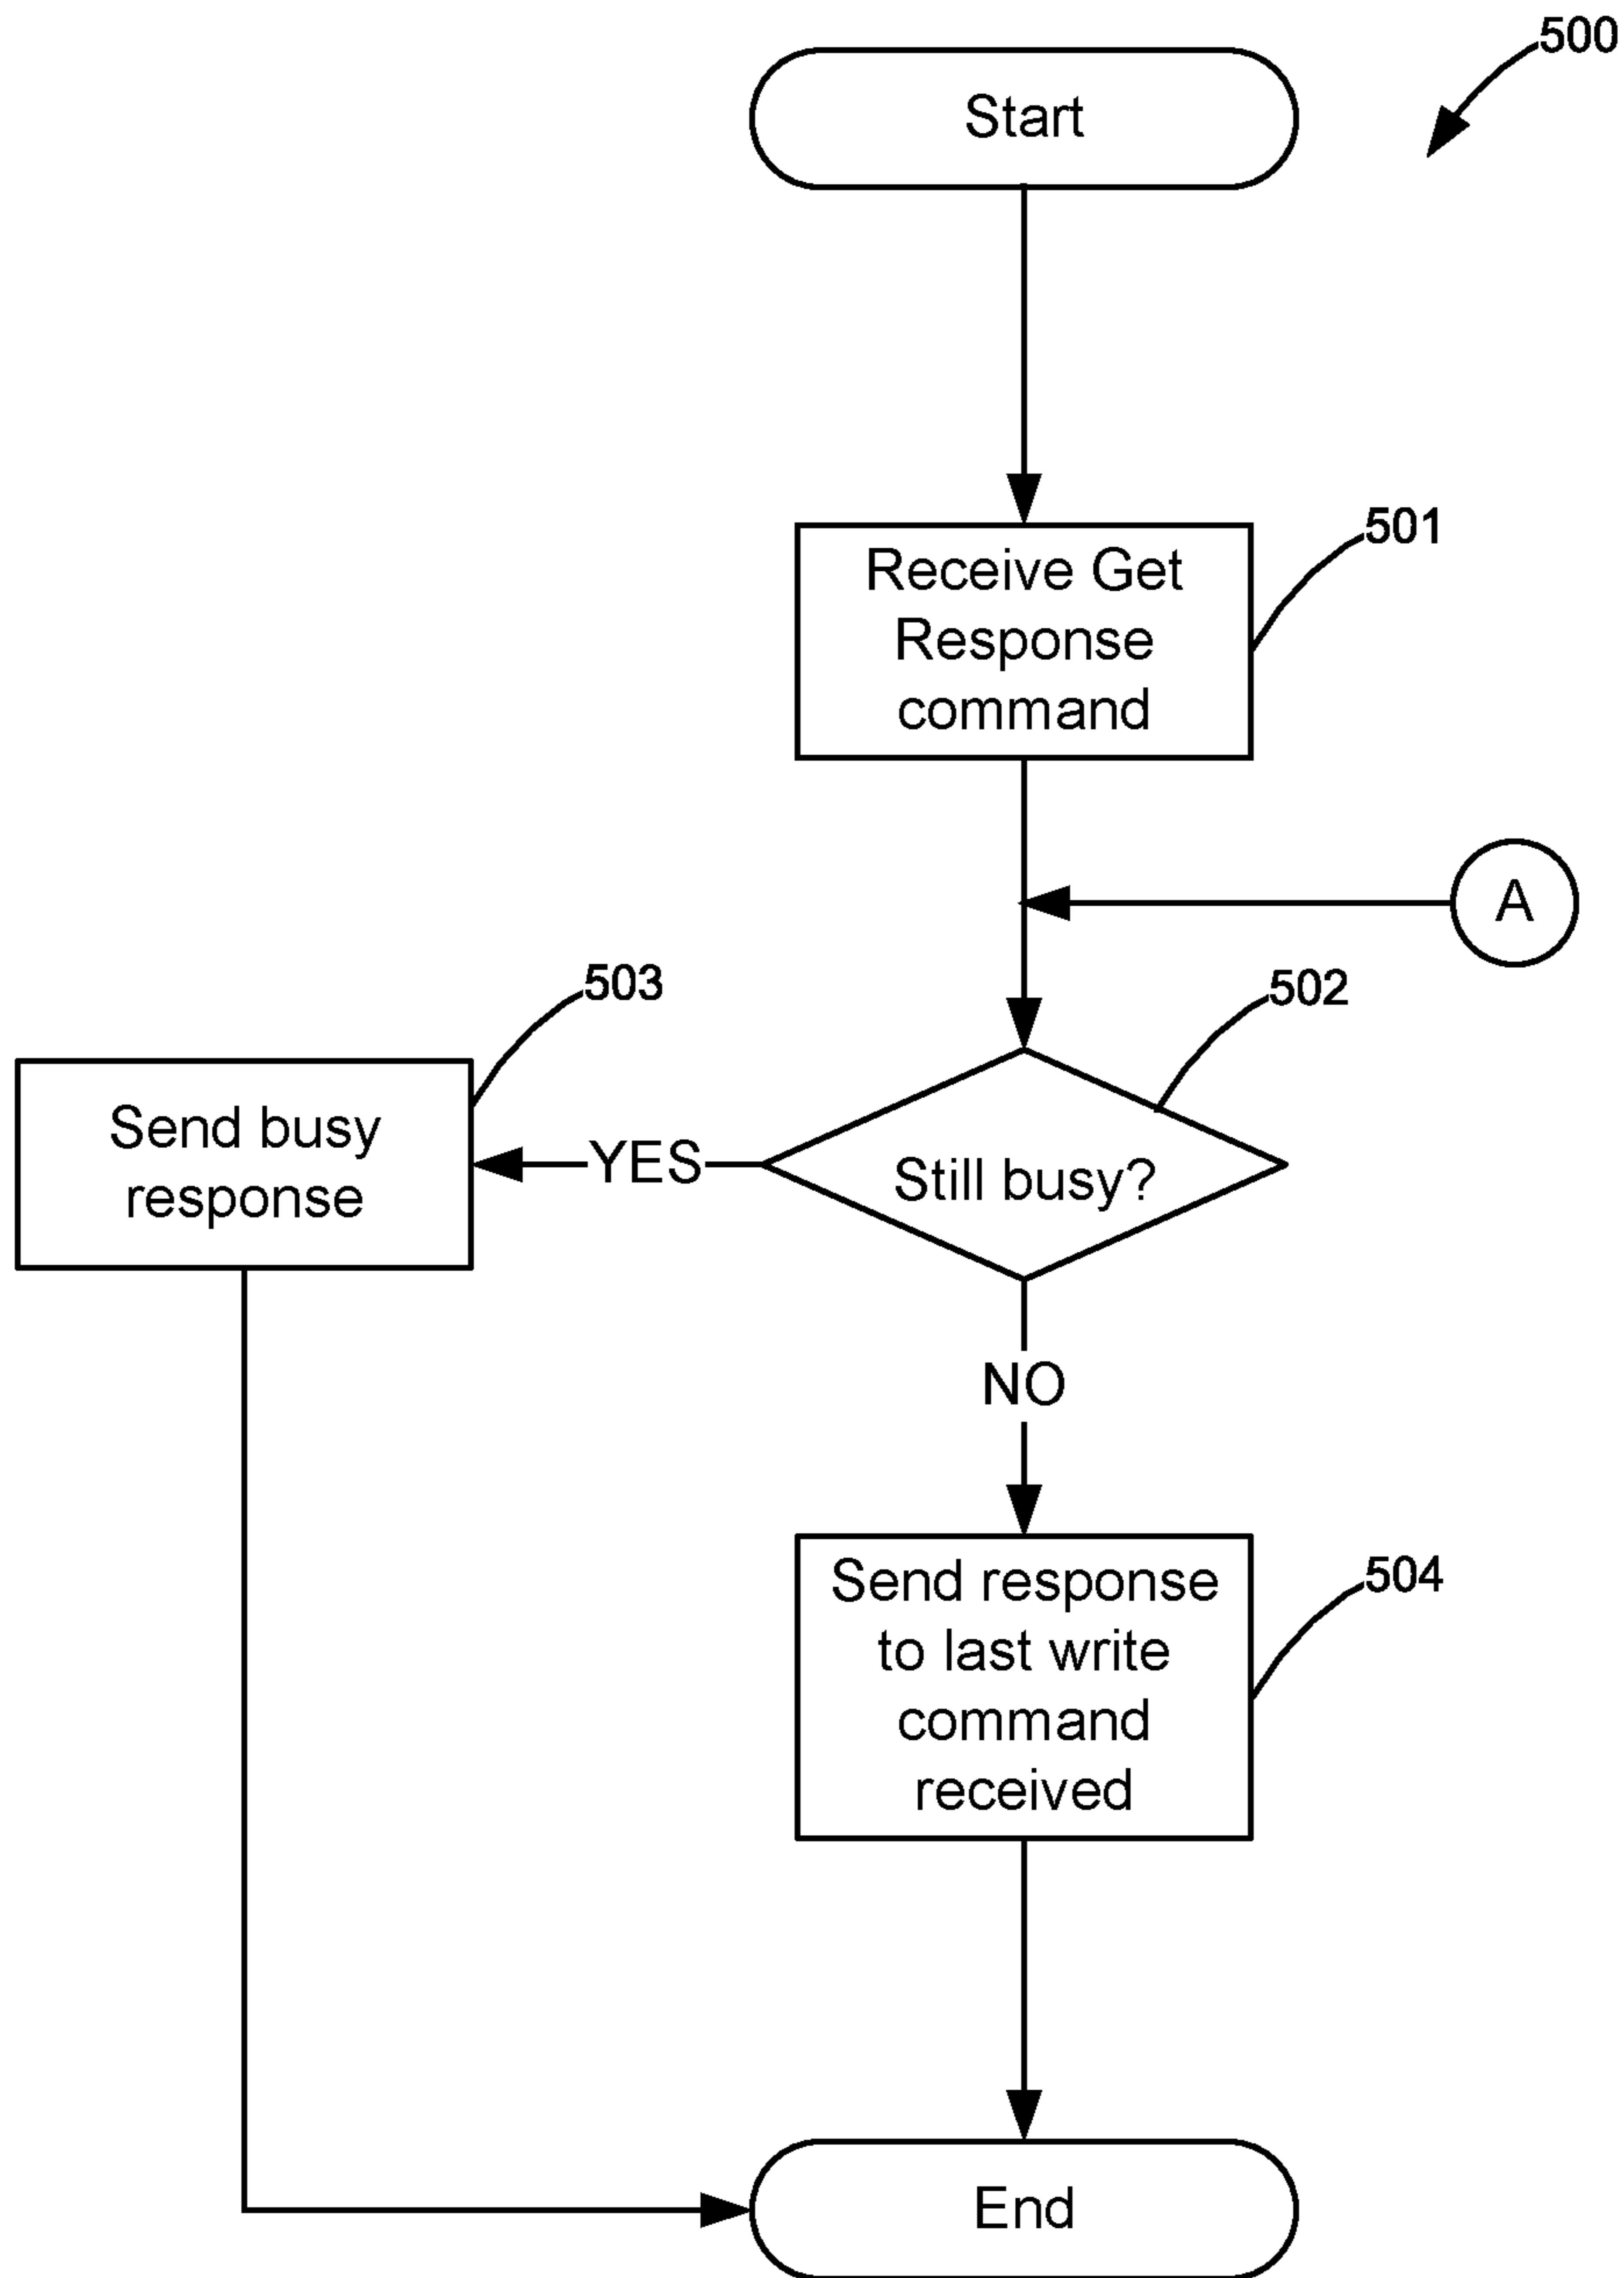 500
Start
501
Receive Get
Response
command
A
503
502
Send busy
response
YES
Still busy?
NO
504
Send response
to last write
command
received
End